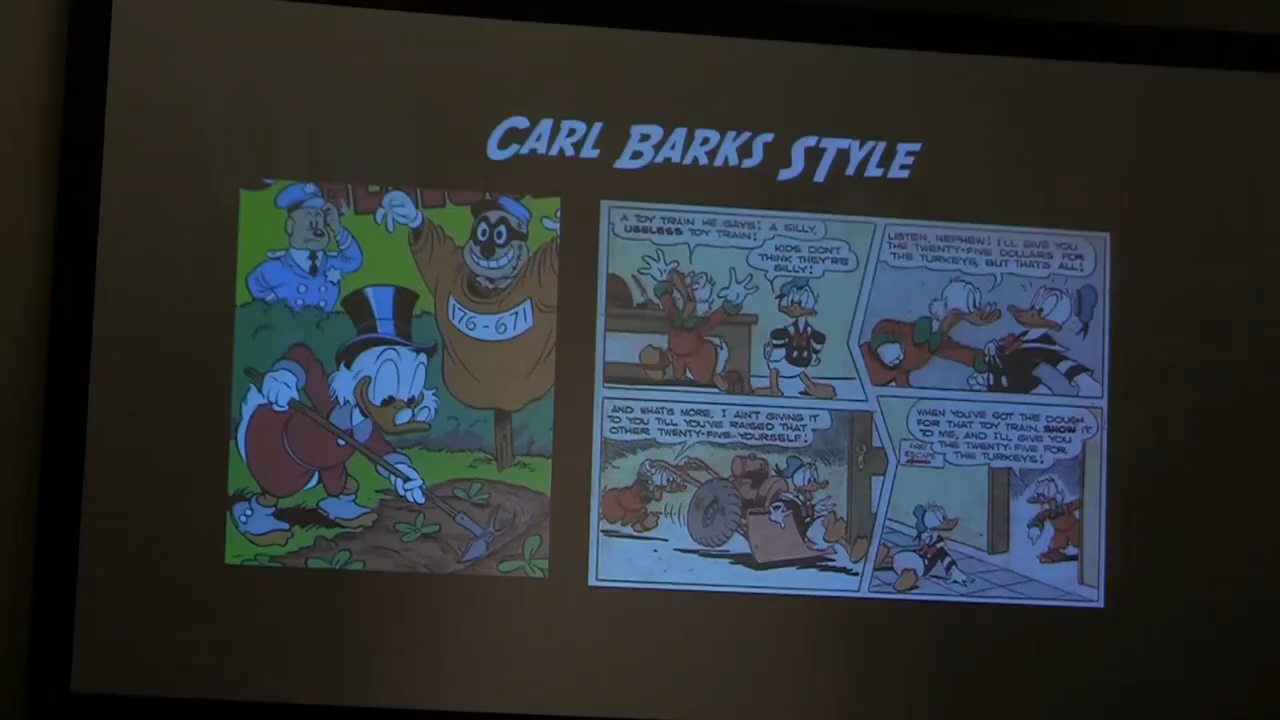 CARL BARKS STYLE
176-671
A TOY TRAIN HE SAYS! A SILLY,
USELESS TOY TRAIN!
KIDS DON'T
THINK THEY'RE
SILLY!
LISTEN, NEPHEW! I'LL GIVE YOU
THE TWENTY-FIVE DOLLARS FOR
THE TURKEYS, BUT THAT'S ALL!
AND WHAT'S MORE, I AIN'T GIVING IT
TO YOU TILL YOU'VE RAISED THAT
OTHER TWENTY-FIVE YOURSELF!
WHEN YOU'VE GOT THE DOUGH
FOR THAT TOY TRAIN, SHOW IT
TO ME, AND I'LL GIVE YOU
THE TWENTY-FIVE FOR
THE TURKEYS!